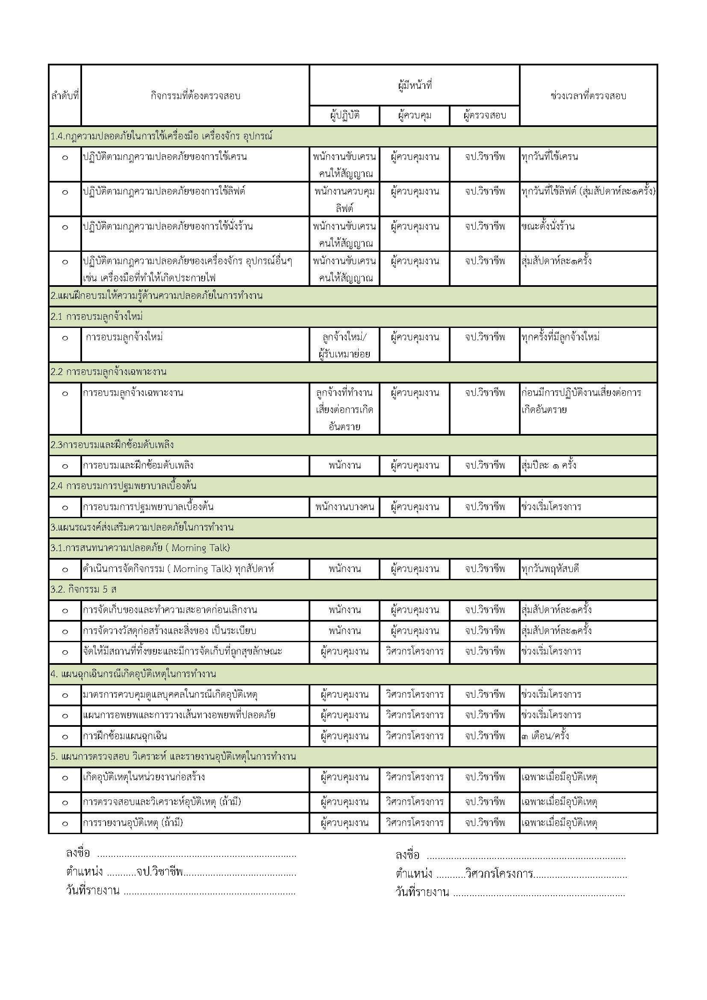 ลำดับที่ กิจกรรมที่ต้องตรวจสอบ ผู้มีหน้าที่ ช่วงเวลาที่ตรวจสอบ
ผู้ปฏิบัติ ผู้ควบคุม ผู้ตรวจสอบ
1.4.กฎความปลอดภัยในการใช้เครื่องมือ เครื่องจักร อุปกรณ์
○ ปฏิบัติตามกฎความปลอดภัยของการใช้เครน พนักงานขับเครน ผู้ควบคุมงาน จป.วิชาชีพ ทุกวันที่ใช้เครน
คนให้สัญญาณ
○ ปฏิบัติตามกฎความปลอดภัยของการใช้ลิฟต์ พนักงานควบคุม ผู้ควบคุมงาน จป.วิชาชีพ ทุกวันที่ใช้ลิฟต์ (สุ่มสัปดาห์ละ๑ครั้ง)
ลิฟต์
○ ปฏิบัติตามกฎความปลอดภัยของการใช้นั่งร้าน พนักงานขับเครน ผู้ควบคุมงาน จป.วิชาชีพ ขณะตั้งนั่งร้าน
คนให้สัญญาณ
○ ปฏิบัติตามกฎความปลอดภัยของเครื่องจักร อุปกรณ์อื่นๆ พนักงานขับเครน ผู้ควบคุมงาน จป.วิชาชีพ สุ่มสัปดาห์ละ๑ครั้ง
เช่น เครื่องมือที่ทำให้เกิดประกายไฟ คนให้สัญญาณ
2.แผนฝึกอบรมให้ความรู้ด้านความปลอดภัยในการทำงาน
2.1 การอบรมลูกจ้างใหม่
○ การอบรมลูกจ้างใหม่ ลูกจ้างใหม่/ ผู้ควบคุมงาน จป.วิชาชีพ ทุกครั้งที่มีลูกจ้างใหม่
ผู้รับเหมาย่อย
2.2 การอบรมลูกจ้างเฉพาะงาน
○ การอบรมลูกจ้างเฉพาะงาน ลูกจ้างที่ทำงาน ผู้ควบคุมงาน จป.วิชาชีพ ก่อนมีการปฏิบัติงานเสี่ยงต่อการ
เสี่ยงต่อการเกิด เกิดอันตราย
อันตราย
2.3การอบรมและฝึกซ้อมดับเพลิง
○ การอบรมและฝึกซ้อมดับเพลิง พนักงาน ผู้ควบคุมงาน จป.วิชาชีพ สุ่มปีละ ๑ ครั้ง
2.4 การอบรมการปฐมพยาบาลเบื้องต้น
○ การอบรมการปฐมพยาบาลเบื้องต้น พนักงานบางคน ผู้ควบคุมงาน จป.วิชาชีพ ช่วงเริ่มโครงการ
3.แผนรณรงค์ส่งเสริมความปลอดภัยในการทำงาน
3.1.การสนทนาความปลอดภัย ( Morning Talk)
○ ดำเนินการจัดกิจกรรม ( Morning Talk) ทุกสัปดาห์ พนักงาน ผู้ควบคุมงาน จป.วิชาชีพ ทุกวันพฤหัสบดี
3.2. กิจกรรม 5 ส
○ การจัดเก็บของและทำความสะอาดก่อนเลิกงาน พนักงาน ผู้ควบคุมงาน จป.วิชาชีพ สุ่มสัปดาห์ละ๑ครั้ง
○ การจัดวางวัสดุก่อสร้างและสิ่งของ เป็นระเบียบ พนักงาน ผู้ควบคุมงาน จป.วิชาชีพ สุ่มสัปดาห์ละ๑ครั้ง
○ จัดให้มีสถานที่ทิ้งขยะและมีการจัดเก็บที่ถูกสุขลักษณะ ผู้ควบคุมงาน วิศวกรโครงการ จป.วิชาชีพ ช่วงเริ่มโครงการ
4. แผนฉุกเฉินกรณีเกิดอุบัติเหตุในการทำงาน
○ มาตรการควบคุมดูแลบุคคลในกรณีเกิดอุบัติเหตุ ผู้ควบคุมงาน วิศวกรโครงการ จป.วิชาชีพ ช่วงเริ่มโครงการ
○ แผนการอพยพและการวางเส้นทางอพยพที่ปลอดภัย ผู้ควบคุมงาน วิศวกรโครงการ จป.วิชาชีพ ช่วงเริ่มโครงการ
○ การฝึกซ้อมแผนฉุกเฉิน ผู้ควบคุมงาน วิศวกรโครงการ จป.วิชาชีพ ๓ เดือน/ครั้ง
5. แผนการตรวจสอบ วิเคราะห์ และรายงานอุบัติเหตุในการทำงาน
○ เกิดอุบัติเหตุในหน่วยงานก่อสร้าง ผู้ควบคุมงาน วิศวกรโครงการ จป.วิชาชีพ เฉพาะเมื่อมีอุบัติเหตุ
○ การตรวจสอบและวิเคราะห์อุบัติเหตุ (ถ้ามี) ผู้ควบคุมงาน วิศวกรโครงการ จป.วิชาชีพ เฉพาะเมื่อมีอุบัติเหตุ
○ การรายงานอุบัติเหตุ (ถ้ามี) ผู้ควบคุมงาน วิศวกรโครงการ จป.วิชาชีพ เฉพาะเมื่อมีอุบัติเหตุ
ลงชื่อ ........................................ ลงชื่อ ........................................
ตำแหน่ง ...........จป.วิชาชีพ........................ ตำแหน่ง ...........วิศวกรโครงการ........................
วันที่รายงาน ........................................ วันที่รายงาน ........................................